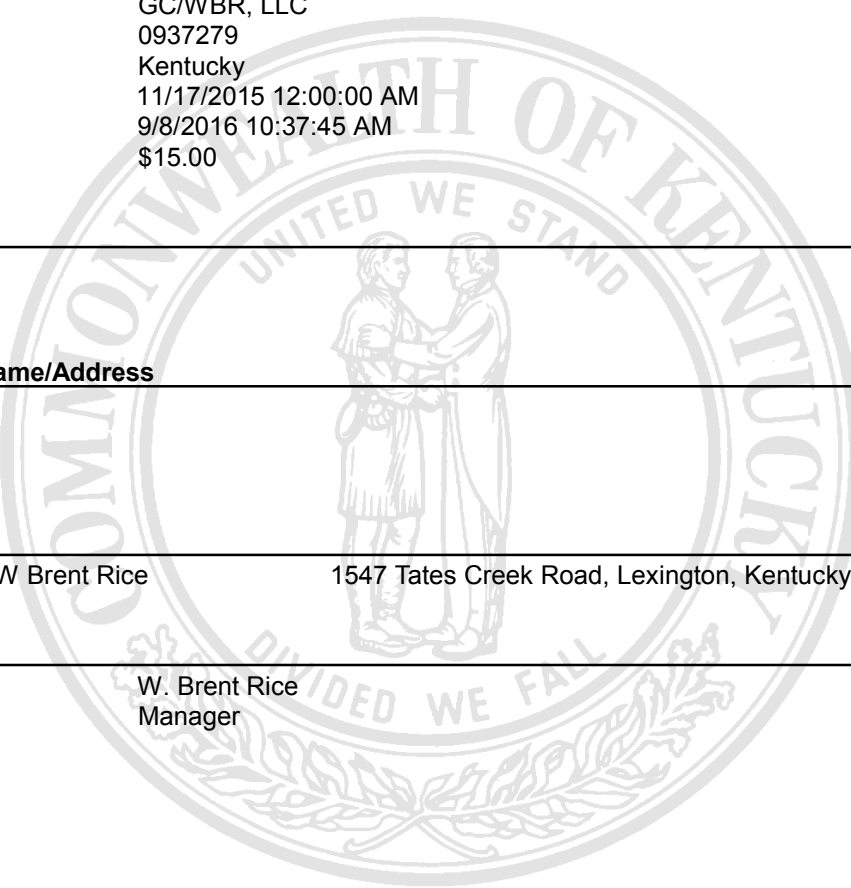 GC/WBR, LLC
0937279
Kentucky
11/17/2015 12:00:00 AM
9/8/2016 10:37:45 AM
$15.00
COMMONWEALTH OF KENTUCKY
UNITED WE STAND
ame/Address
W Brent Rice 1547 Tates Creek Road, Lexington, Kentucky
DIVIDED WE FALL
W. Brent Rice
Manager